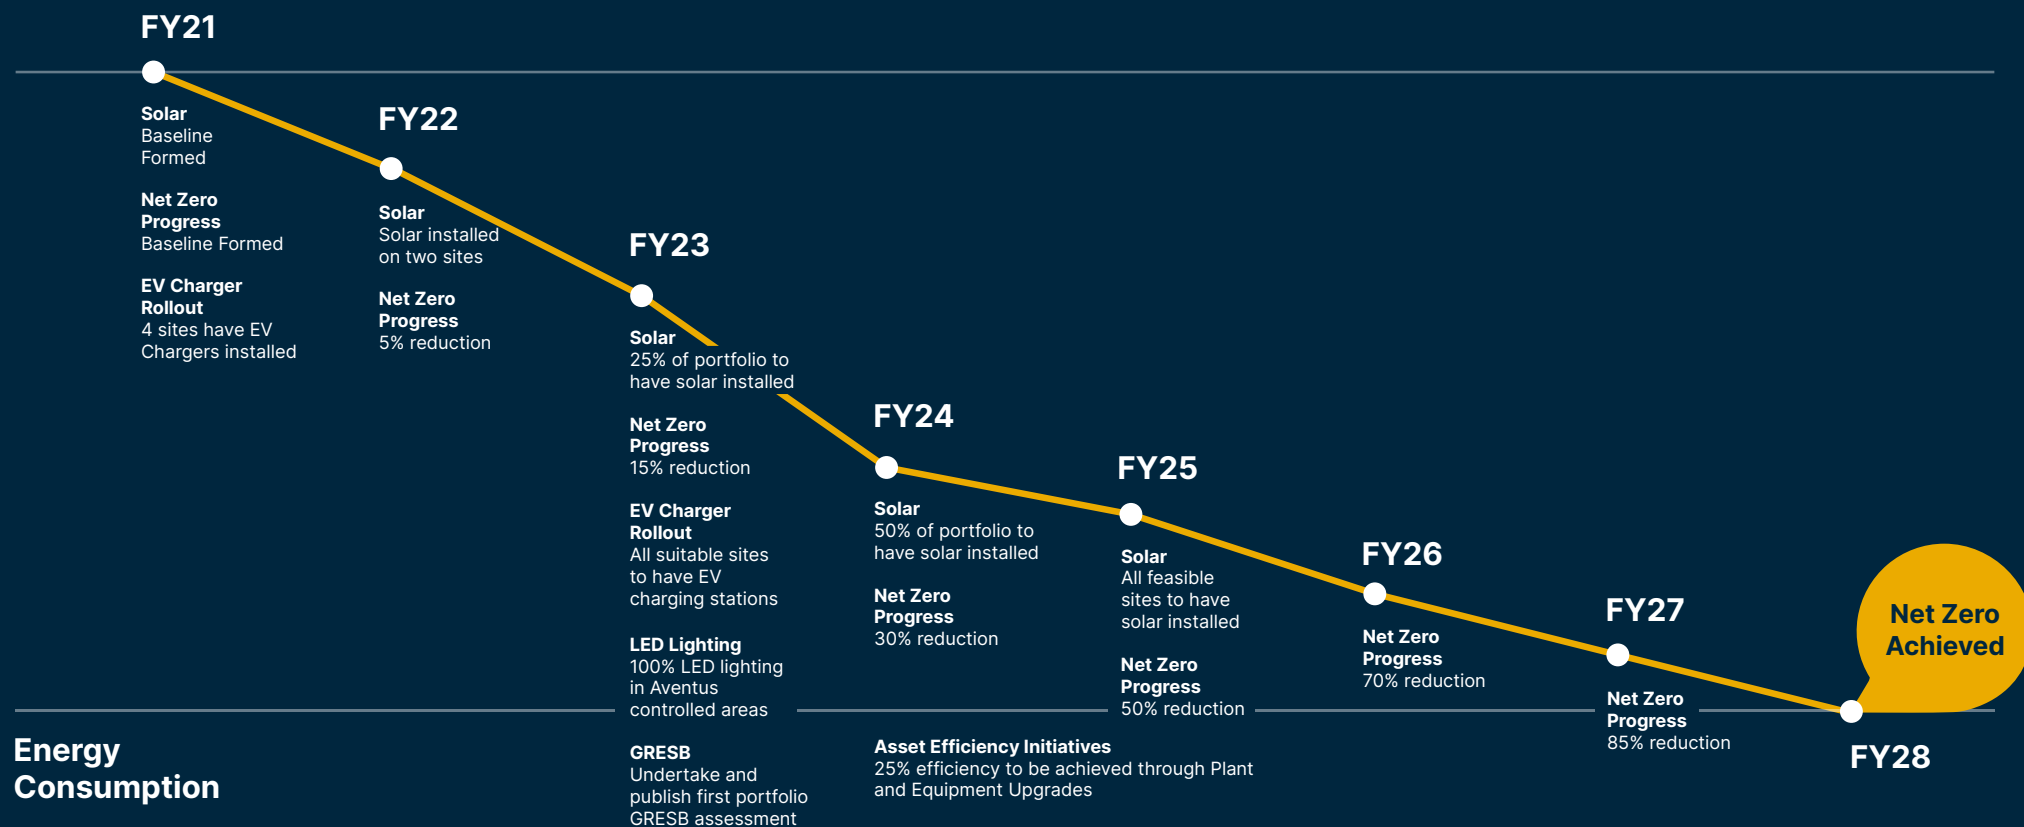 FY21
Solar
Baseline
Formed
Net Zero
Progress
Baseline Formed
EV Charger
Rollout
4 sites have EV
Chargers installed
FY22
Solar
Solar installed
on two sites
Net Zero
Progress
5% reduction
FY23
Solar
25% of portfolio to
have solar installed
Net Zero
Progress
15% reduction
EV Charger
Rollout
All suitable sites
to have EV
charging stations
LED Lighting
100% LED lighting
in Aventus
controlled areas
GRESB
Undertake and
publish first portfolio
GRESB assessment
FY24
Solar
50% of portfolio to
have solar installed
Net Zero
Progress
30% reduction
Asset Efficiency Initiatives
25% efficiency to be achieved through Plant
and Equipment Upgrades
FY25
Solar
All feasible
sites to have
solar installed
Net Zero
Progress
50% reduction
FY26
Net Zero
Progress
70% reduction
FY27
Net Zero
Progress
85% reduction
Net Zero
Achieved
FY28
Energy
Consumption